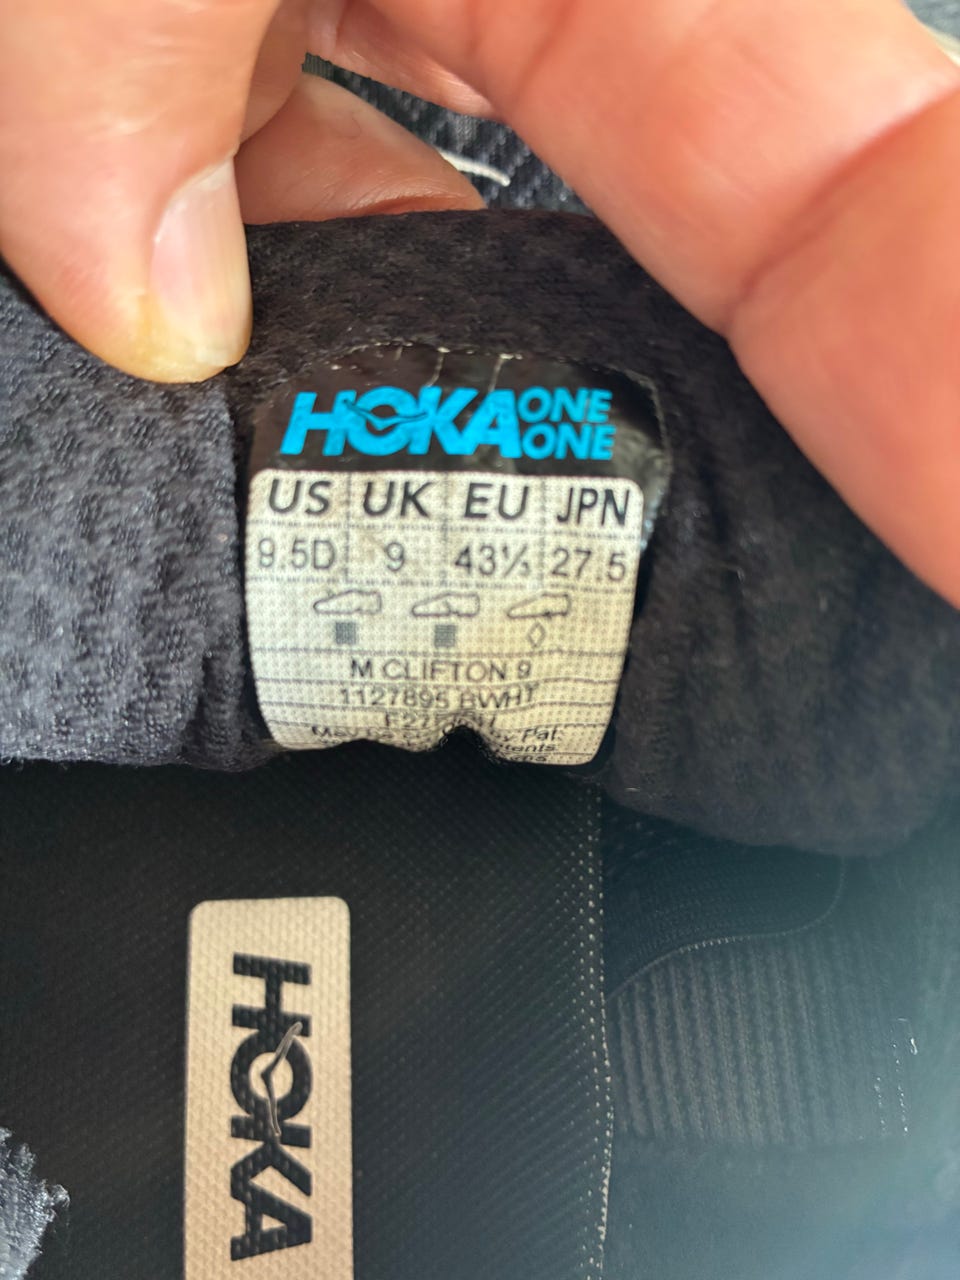 HOKA ONE ONE
US UK EU JPN
9.5D 9 43⅓ 27.5
M CLIFTON 9
1127895 BWHT
Pat.
HOKA